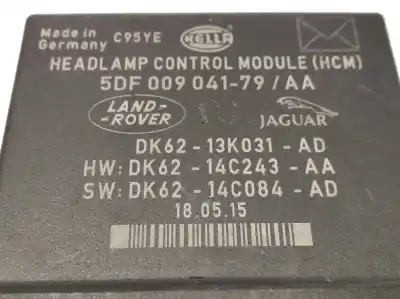 Made in
Germany
C95YE
HELLA
HEADLAMP CONTROL MODULE (HCM)
5DF 009 041-79 / AA
LAND-
ROVER
JAGUAR
DK62 - 13K031 - AD
HW: DK62 - 14C243 - AA
SW: DK62 - 14C084 - AD
18.05.15